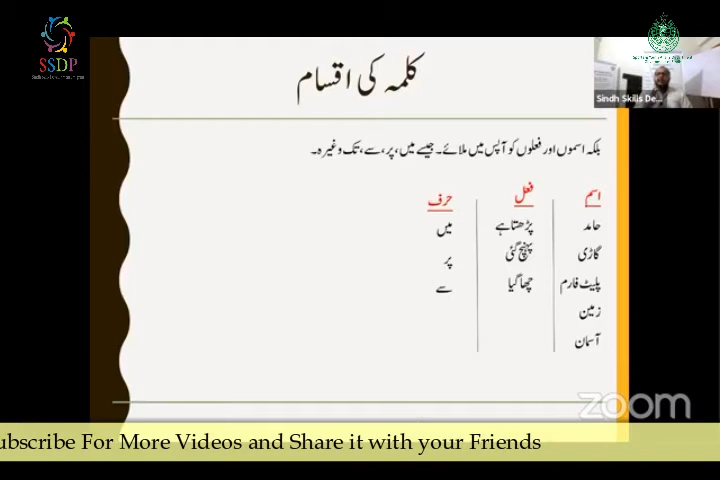 SSDP
کلمہ کی اقسام
Sindh Skills De...
بلکہ اسموں اور فعلوں کو آپس میں ملائے۔ جیسے میں، پر، سے، تک وغیرہ۔
اسم فعل حرف
حامد پڑھتا ہے میں
گاڑی پہنچ گئی پر
پلیٹ فارم چھا گیا سے
زمین
آسمان
zoom
ubscribe For More Videos and Share it with your Friends